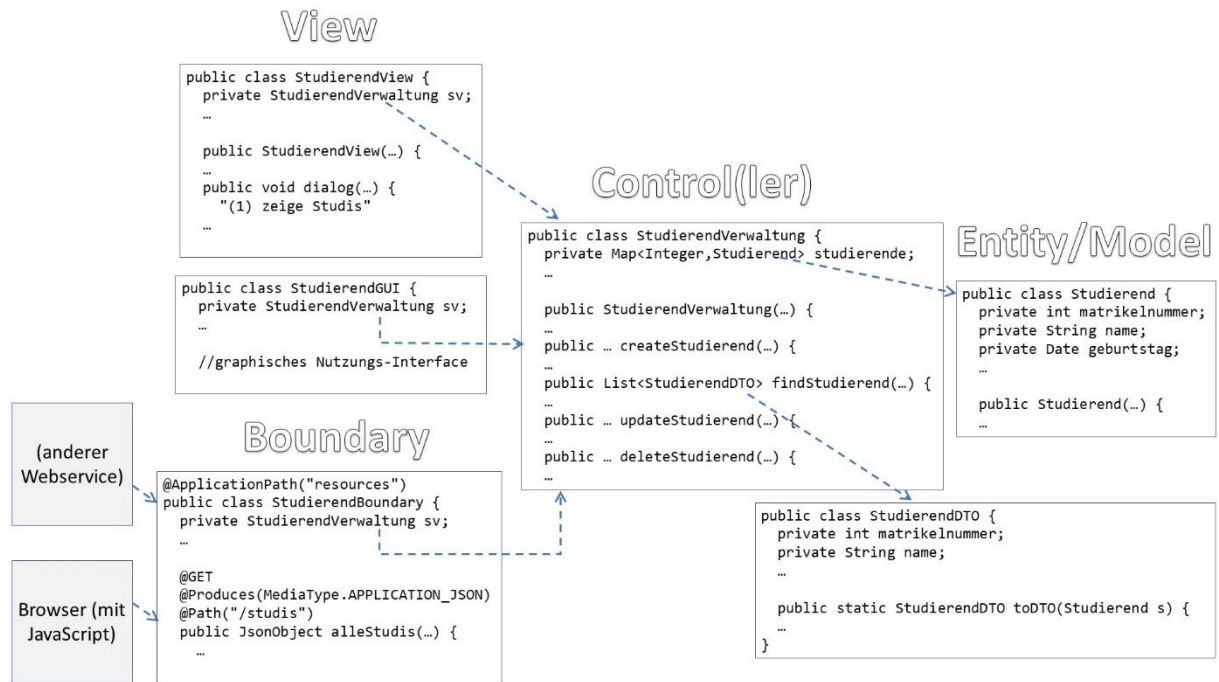 View
public class StudierendView {
private StudierendVerwaltung sv;
…
public StudierendView(…) {
…
public void dialog(…) {
"(1) zeige Studis"
…
public class StudierendGUI {
private StudierendVerwaltung sv;
…
//graphisches Nutzungs-Interface
Control(ler)
public class StudierendVerwaltung {
private Map<Integer,Studierend> studierende;
…
public StudierendVerwaltung(…) {
…
public … createStudierend(…) {
…
public List<StudierendDTO> findStudierend(…) {
…
public … updateStudierend(…) {
…
public … deleteStudierend(…) {
…
Entity/Model
public class Studierend {
private int matrikelnummer;
private String name;
private Date geburtstag;
…
public Studierend(…) {
…
(anderer
Webservice)
Browser (mit
JavaScript)
Boundary
@ApplicationPath("resources")
public class StudierendBoundary {
private StudierendVerwaltung sv;
…
@GET
@Produces(MediaType.APPLICATION_JSON)
@Path("/studis")
public JsonObject alleStudis(…) {
…
public class StudierendDTO {
private int matrikelnummer;
private String name;
…
public static StudierendDTO toDTO(Studierend s) {
…
}